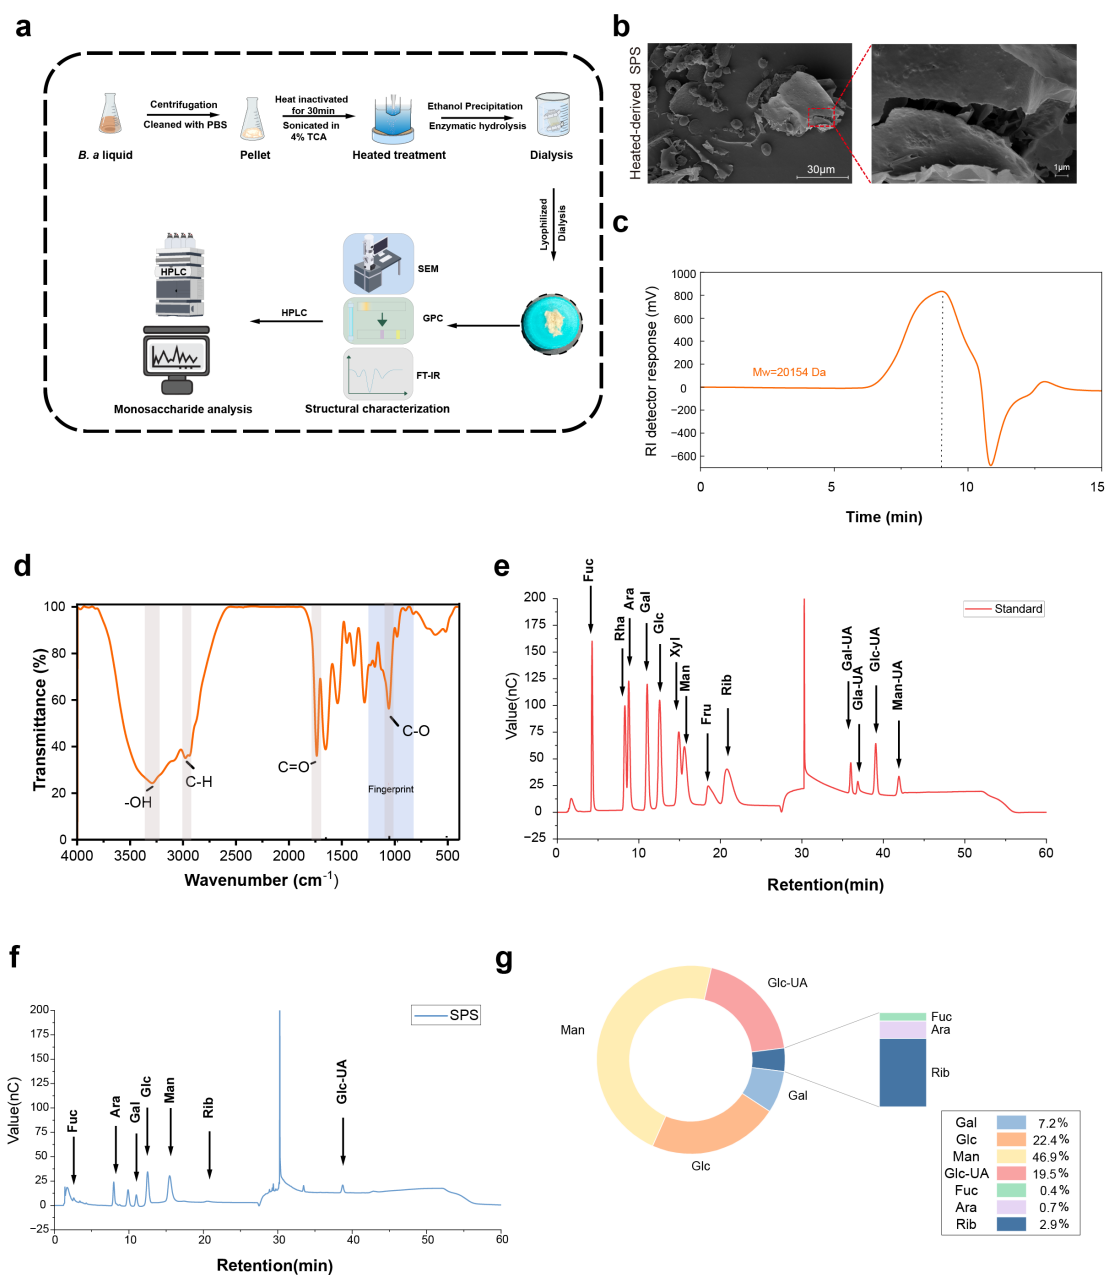 a
Centrifugation
Cleaned with PBS
Heat inactivated
for 30min
Sonicated in
4% TCA
Ethanol Precipitation
Enzymatic hydrolysis
B. a liquid
Pellet
Heated treatment
Dialysis
Lyophilized
Dialysis
HPLC
SEM
GPC
FT-IR
HPLC
Monosaccharide analysis
Structural characterization
b
Heated-derived SPS
30μm
1μm
c
RI detector response (mV)
1000
800
600
400
200
0
−200
−400
−600
Mw=20154 Da
0
5
10
15
Time (min)
d
Transmittance (%)
100
80
60
40
20
0
-OH
C-H
C=O
C-O
Fingerprint
4000
3500
3000
2500
2000
1500
1000
500
Wavenumber (cm-1)
e
Value(nC)
200
175
150
125
100
75
50
25
0
−25
Fuc
Rha
Ara
Gal
Glc
Xyl
Man
Fru
Rib
Gal-UA
Gla-UA
Glc-UA
Man-UA
Standard
0
10
20
30
40
50
60
Retention(min)
f
Value(nC)
200
175
150
125
100
75
50
25
0
−25
Fuc
Ara
Gal
Glc
Man
Rib
Glc-UA
SPS
0
10
20
30
40
50
60
Retention(min)
g
Glc-UA
Man
Gal
Glc
Fuc
Ara
Rib
Gal 7.2%
Glc 22.4%
Man 46.9%
Glc-UA 19.5%
Fuc 0.4%
Ara 0.7%
Rib 2.9%